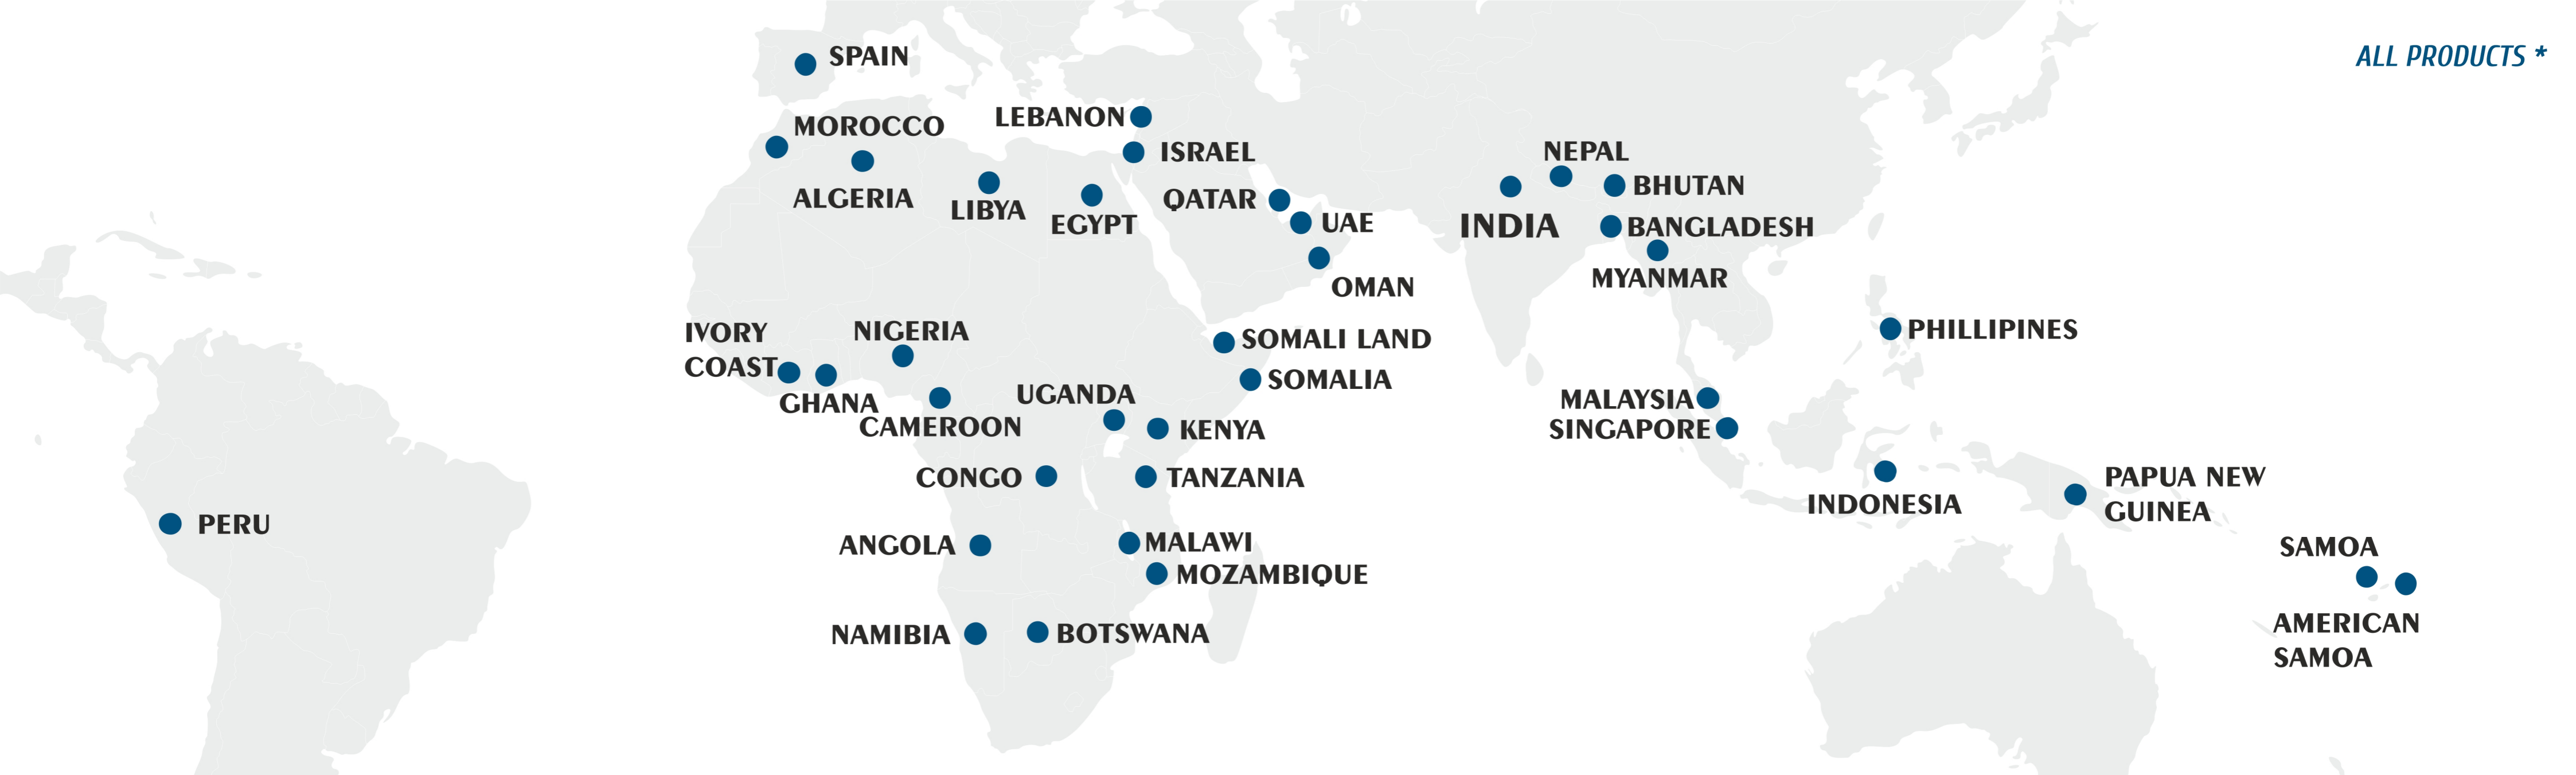 SPAIN
ALL PRODUCTS *
LEBANON
MOROCCO
ISRAEL
NEPAL
ALGERIA
LIBYA
EGYPT
QATAR
UAE
INDIA
BHUTAN
BANGLADESH
MYANMAR
OMAN
IVORY
COAST
NIGERIA
GHANA
CAMEROON
UGANDA
SOMALI LAND
SOMALIA
KENYA
PHILLIPINES
MALAYSIA
SINGAPORE
CONGO
TANZANIA
INDONESIA
PAPUA NEW
GUINEA
PERU
ANGOLA
MALAWI
MOZAMBIQUE
SAMOA
NAMIBIA
BOTSWANA
AMERICAN
SAMOA